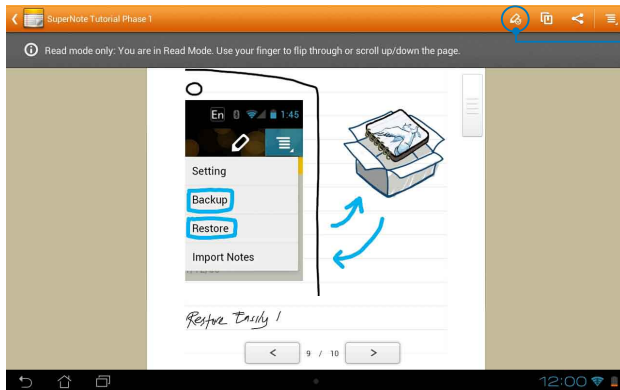 SuperNote Tutorial Phase 1
Read mode only: You are in Read Mode. Use your finger to flip through or scroll up/down the page.
En 1:45
Setting
Backup
Restore
Import Notes
Restore Easily !
9 / 10
12:00